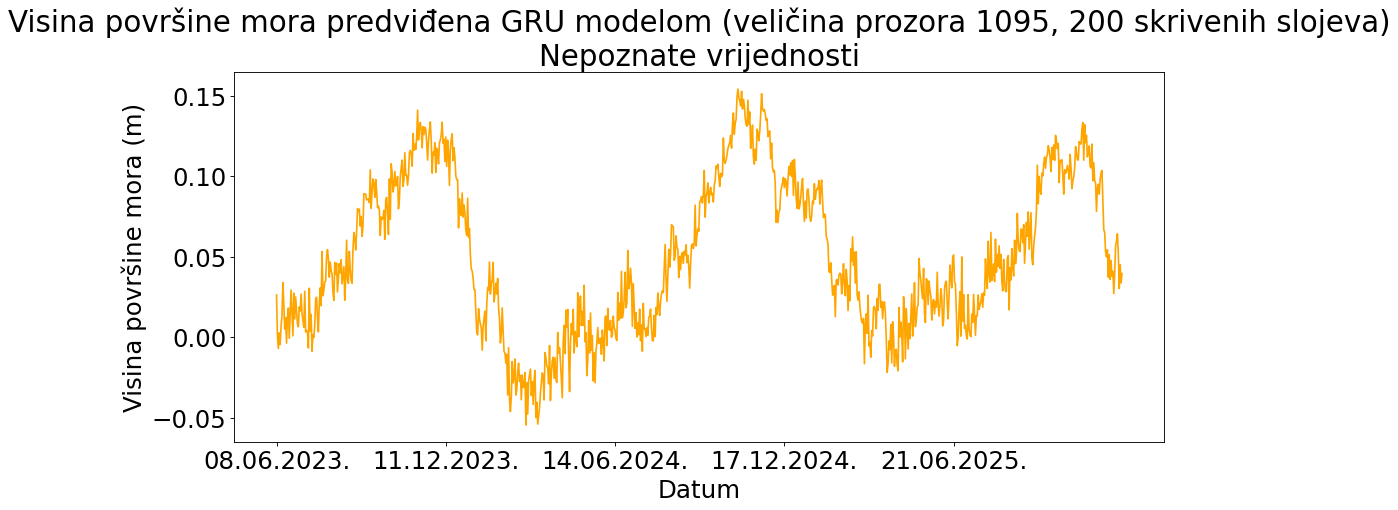 Visina površine mora predviđena GRU modelom (veličina prozora 1095, 200 skrivenih slojeva)
Nepoznate vrijednosti
Visina površine mora (m)
0.15
0.10
0.05
0.00
−0.05
08.06.2023. 11.12.2023. 14.06.2024. 17.12.2024. 21.06.2025.
Datum